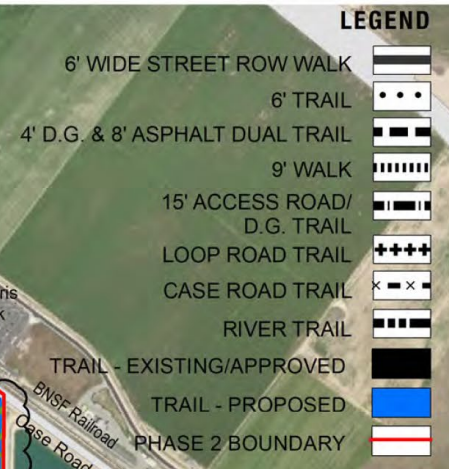 LEGEND
6' WIDE STREET ROW WALK
6' TRAIL
4' D.G. & 8' ASPHALT DUAL TRAIL
9' WALK
15' ACCESS ROAD/
D.G. TRAIL
LOOP ROAD TRAIL
CASE ROAD TRAIL
RIVER TRAIL
TRAIL - EXISTING/APPROVED
TRAIL - PROPOSED
PHASE 2 BOUNDARY
BNSF Railroad
Case Road